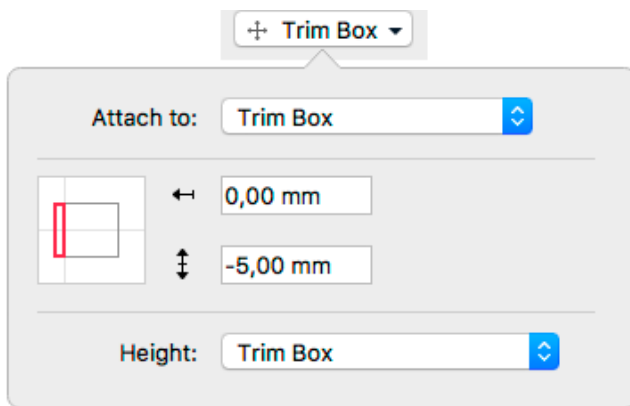 Trim Box
Attach to: Trim Box
0,00 mm
-5,00 mm
Height: Trim Box